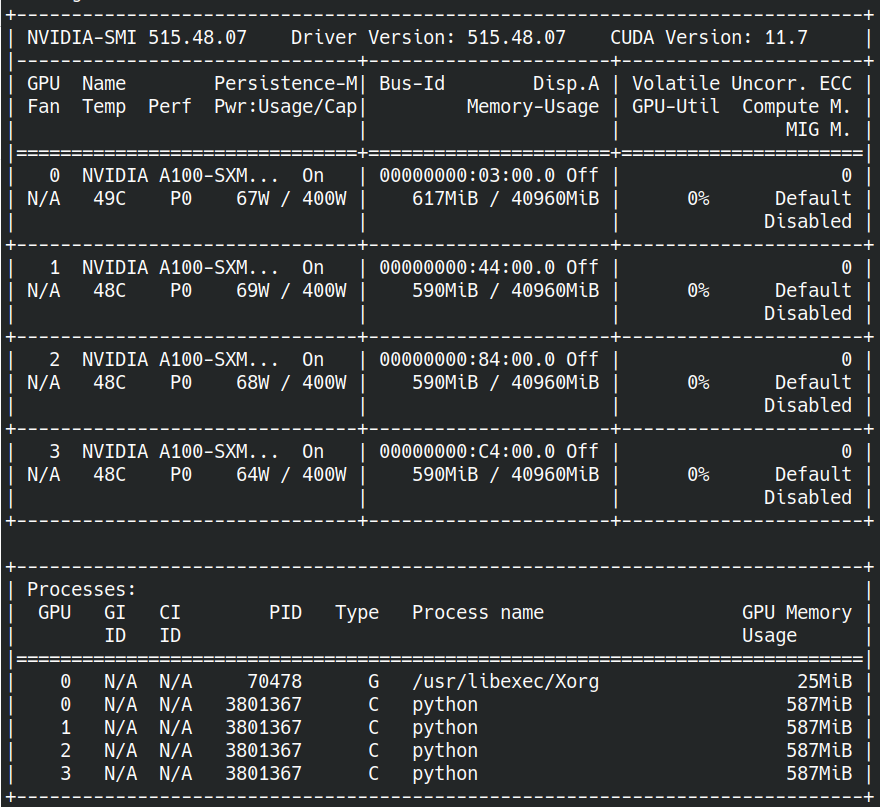 +-----------------------------------------------------------------------------+
| NVIDIA-SMI 515.48.07    Driver Version: 515.48.07    CUDA Version: 11.7     |
|-------------------------------+----------------------+----------------------+
| GPU  Name        Persistence-M| Bus-Id        Disp.A | Volatile Uncorr. ECC |
| Fan  Temp  Perf  Pwr:Usage/Cap|         Memory-Usage | GPU-Util  Compute M. |
|                               |                      |               MIG M. |
|===============================+======================+======================|
|   0  NVIDIA A100-SXM...  On   | 00000000:03:00.0 Off |                    0 |
| N/A   49C    P0    67W / 400W |    617MiB / 40960MiB |      0%      Default |
|                               |                      |             Disabled |
+-------------------------------+----------------------+----------------------+
|   1  NVIDIA A100-SXM...  On   | 00000000:44:00.0 Off |                    0 |
| N/A   48C    P0    69W / 400W |    590MiB / 40960MiB |      0%      Default |
|                               |                      |             Disabled |
+-------------------------------+----------------------+----------------------+
|   2  NVIDIA A100-SXM...  On   | 00000000:84:00.0 Off |                    0 |
| N/A   48C    P0    68W / 400W |    590MiB / 40960MiB |      0%      Default |
|                               |                      |             Disabled |
+-------------------------------+----------------------+----------------------+
|   3  NVIDIA A100-SXM...  On   | 00000000:C4:00.0 Off |                    0 |
| N/A   48C    P0    64W / 400W |    590MiB / 40960MiB |      0%      Default |
|                               |                      |             Disabled |
+-------------------------------+----------------------+----------------------+

+-----------------------------------------------------------------------------+
| Processes:                                                                  |
|  GPU   GI   CI        PID   Type   Process name                  GPU Memory |
|        ID   ID                                                   Usage      |
|=============================================================================|
|    0   N/A  N/A     70478      G   /usr/libexec/Xorg                  25MiB |
|    0   N/A  N/A   3801367      C   python                            587MiB |
|    1   N/A  N/A   3801367      C   python                            587MiB |
|    2   N/A  N/A   3801367      C   python                            587MiB |
|    3   N/A  N/A   3801367      C   python                            587MiB |
+-----------------------------------------------------------------------------+